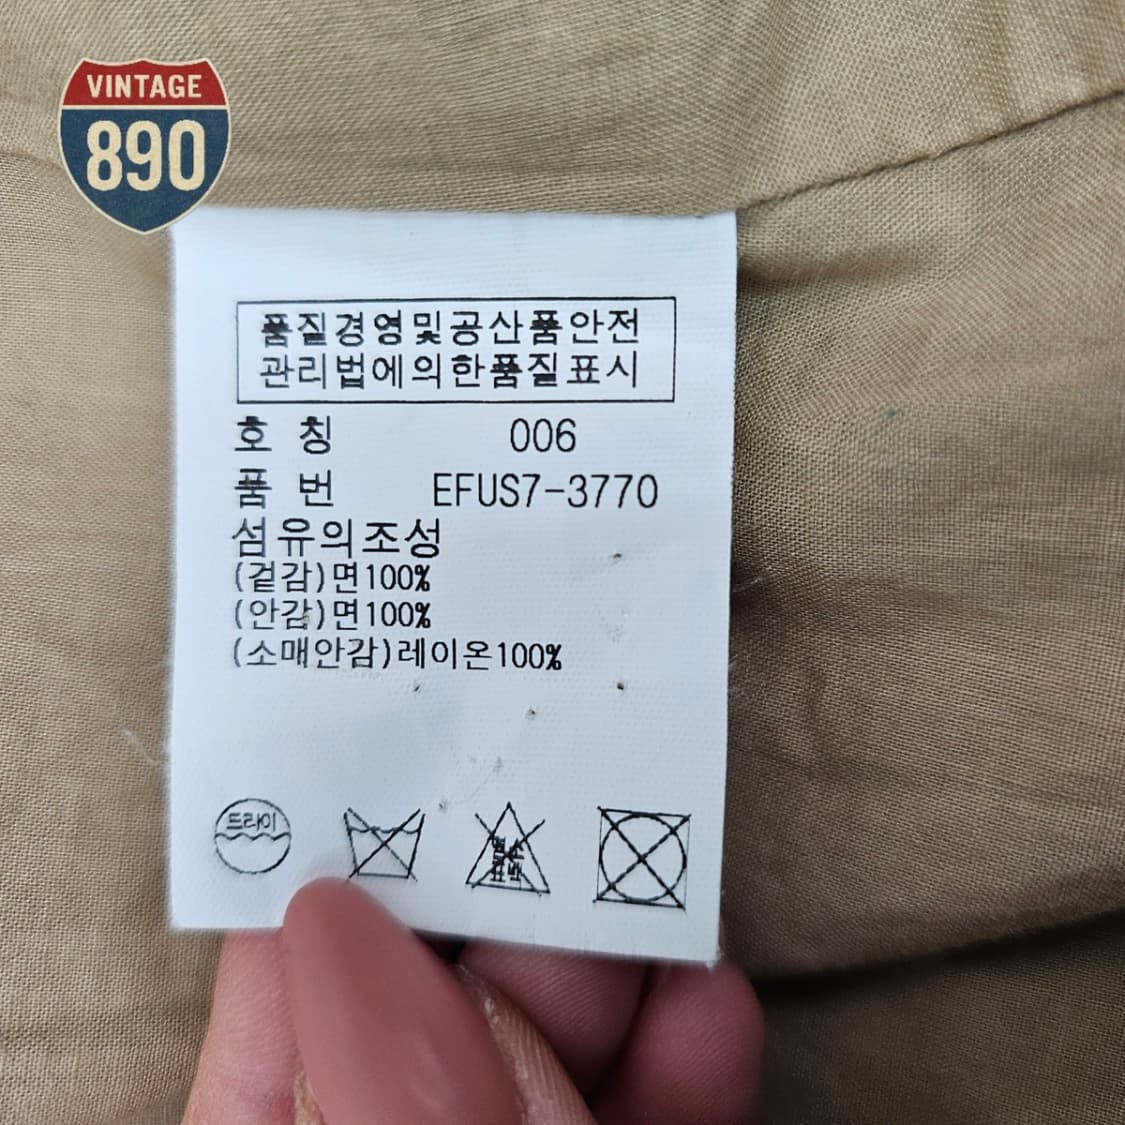 VINTAGE
890
품질경영및공산품안전
관리법에의한품질표시
호 칭 006
품 번 EFUS7-3770
섬유의조성
(겉감)면100%
(안감)면100%
(소매안감)레이온100%
드라이